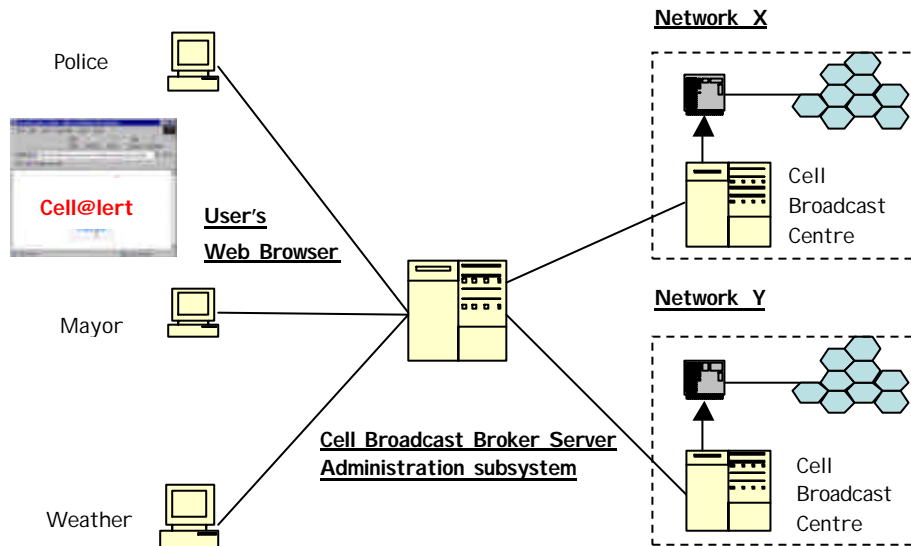 Network X
Police
Cell@lert
User's
Web Browser
Cell
Broadcast
Centre
Mayor
Network Y
Cell Broadcast Broker Server
Administration subsystem
Weather
Cell
Broadcast
Centre